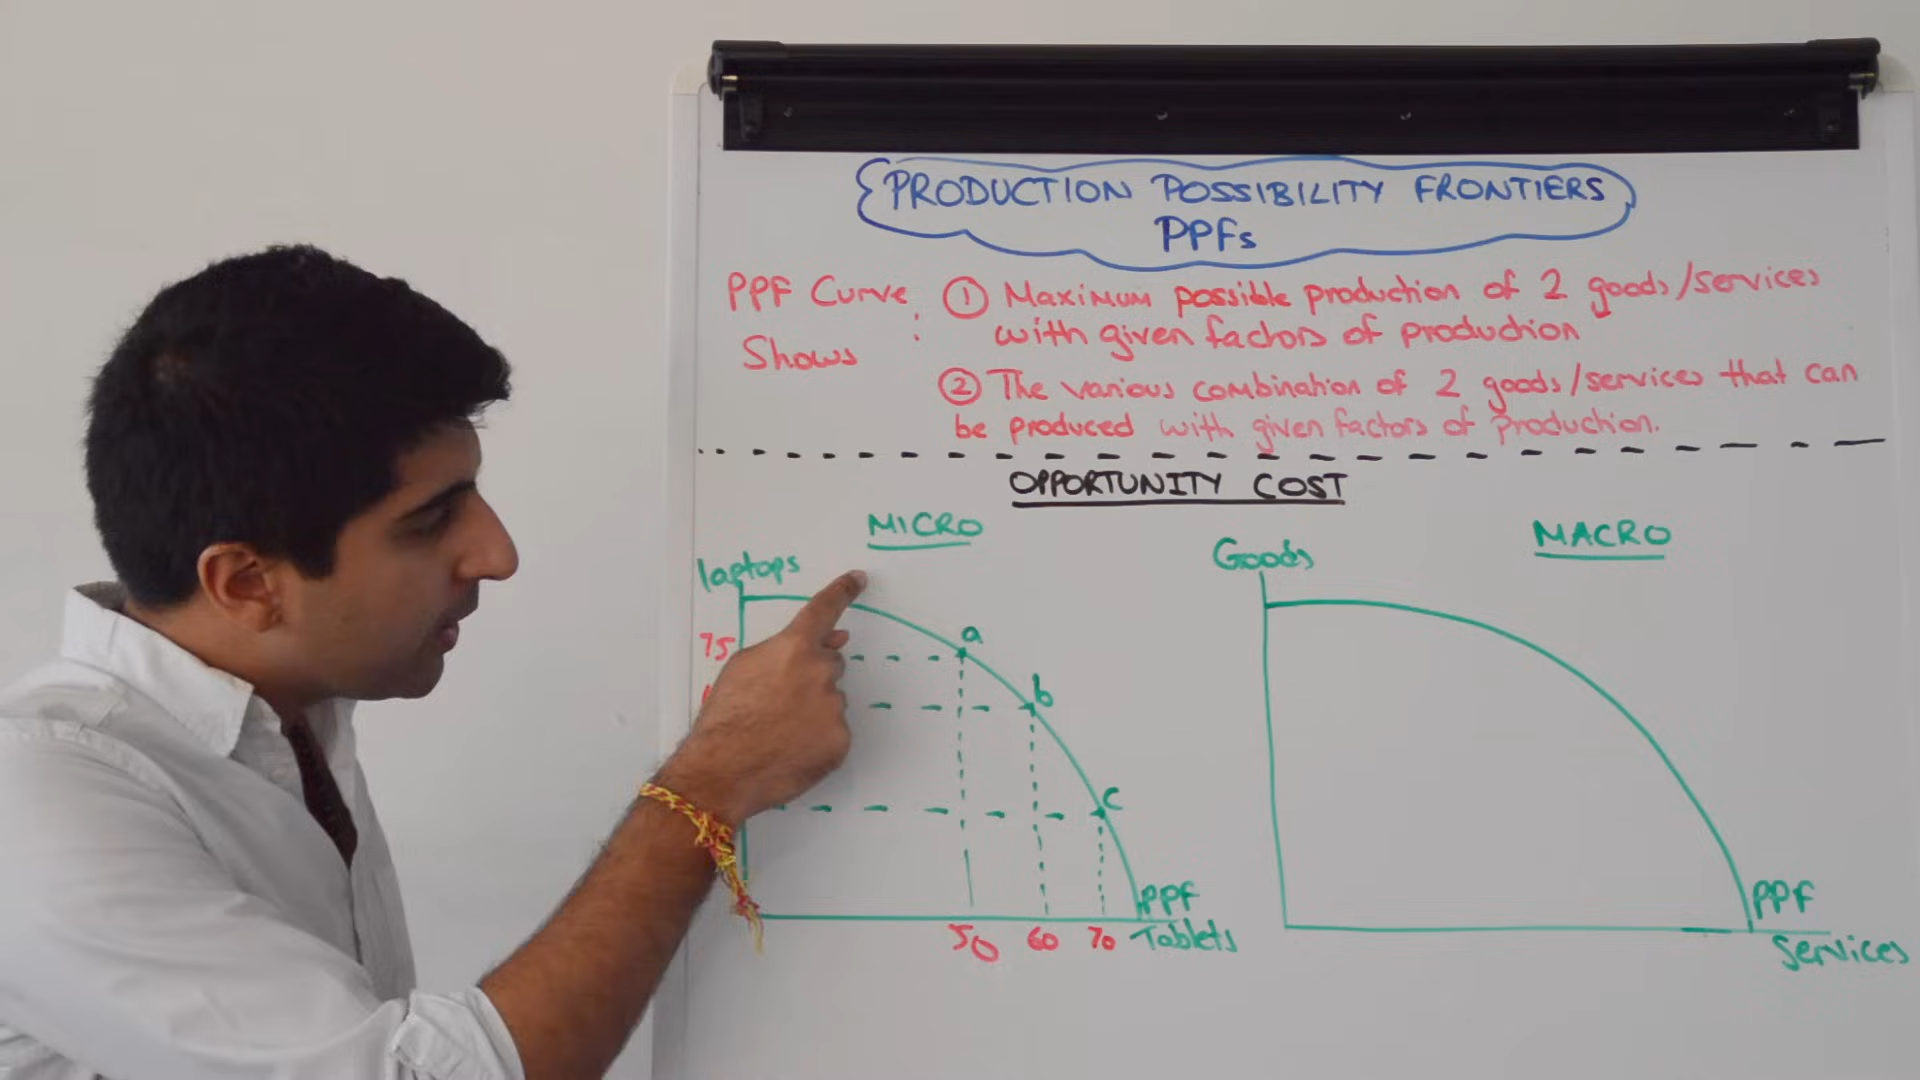 PRODUCTION POSSIBILITY FRONTIERS
PPFs
PPF Curve Shows :
① Maximum possible production of 2 goods/services
with given factors of production
② The various combination of 2 goods/services that can
be produced with given factors of production.
OPPORTUNITY COST
MICRO
laptops
75
a
b
c
50 60 70
PPF
Tablets
MACRO
Goods
PPF
Services